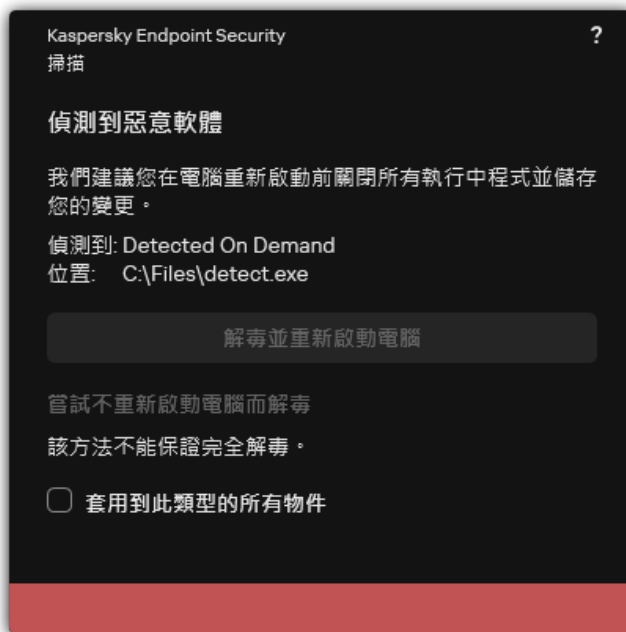 Kaspersky Endpoint Security
?
掃描
偵測到惡意軟體
我們建議您在電腦重新啟動前關閉所有執行中程式並儲存
您的變更。
偵測到: Detected On Demand
位置: C:\Files\detect.exe
解毒並重新啟動電腦
嘗試不重新啟動電腦而解毒
該方法不能保證完全解毒。
套用到此類型的所有物件